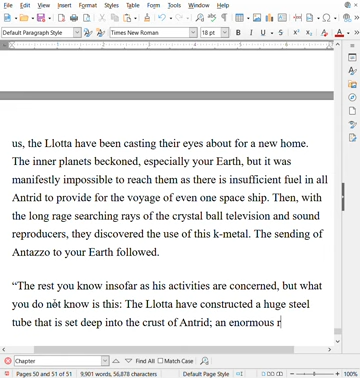 File Edit View Insert Format Styles Table Form Tools Window Help
Default Paragraph Style Times New Roman 18 pt
us, the Llotta have been casting their eyes about for a new home.
The inner planets beckoned, especially your Earth, but it was
manifestly impossible to reach them as there is insufficient fuel in all
Antrid to provide for the voyage of even one space ship. Then, with
the long rage searching rays of the crystal ball television and sound
reproducers, they discovered the use of this k-metal. The sending of
Antazzo to your Earth followed.
“The rest you know insofar as his activities are concerned, but what
you do not know is this: The Llotta have constructed a huge steel
tube that is set deep into the crust of Antrid; an enormous r
Chapter Find All Match Case
Pages 50 and 51 of 51 9,901 words, 56,878 characters Default Page Style 100%